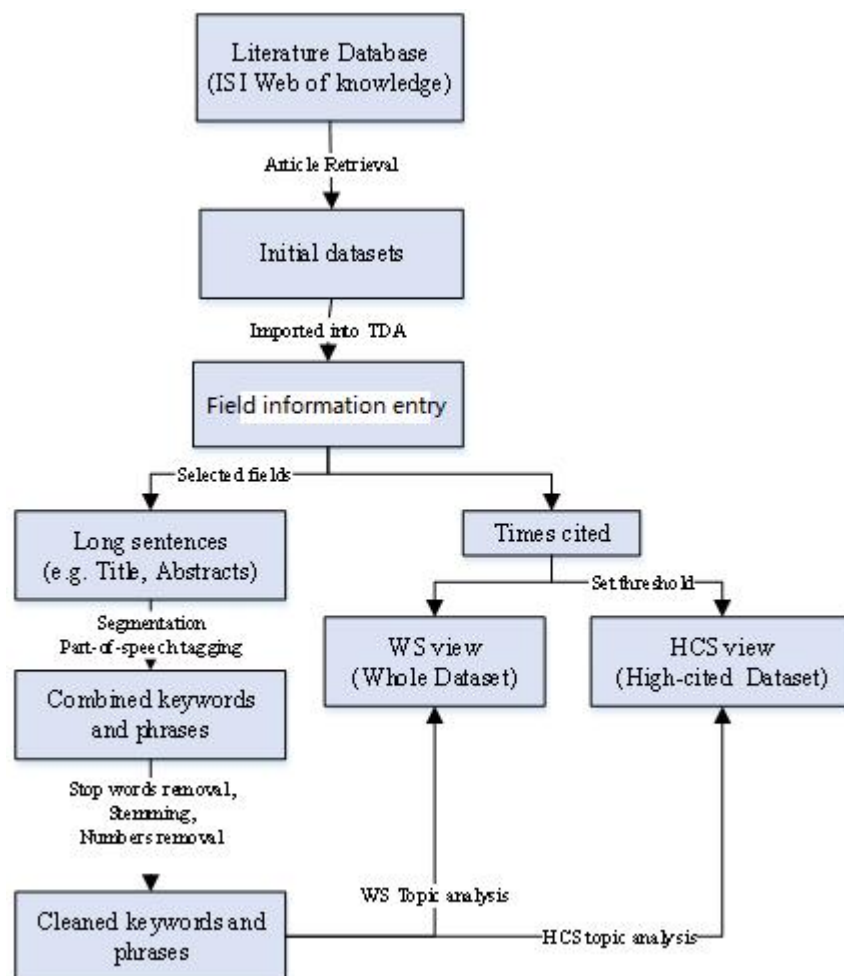 Literature Database
(ISI Web of knowledge)
Article Retrieval
Initial datasets
Imported into TDA
Field information entry
Selected fields
Long sentences
(e.g. Title, Abstracts)
Times cited
Set threshold
Segmentation
Part-of-speech tagging
WS view
(Whole Dataset)
HCS view
(High-cited Dataset)
Combined keywords
and phrases
Stop words removal,
Stemming,
Numbers removal
WS Topic analysis
Cleaned keywords and
phrases
HCS topic analysis